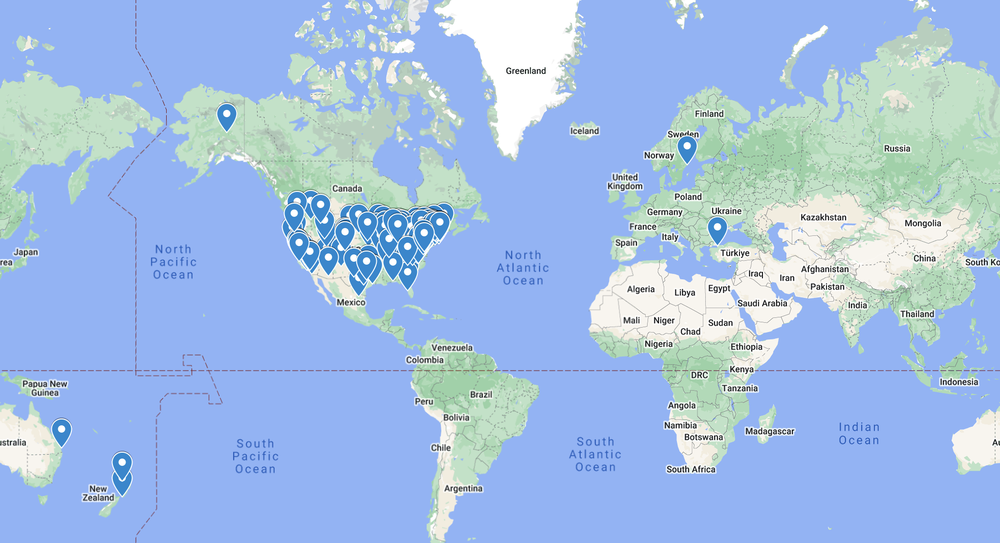 Greenland
Finland
Iceland
Sweden
Norway
Russia
United
Kingdom
Canada
Poland
Ukraine
Germany
Kazakhstan
Mongolia
France
Italy
Spain
Türkiye
Japan
rea
North
Pacific
Ocean
North
Atlantic
Ocean
China
South Ko
Afghanistan
Iraq
Iran
Pakistan
Algeria
Libya
Egypt
Saudi Arabia
India
Thailand
Mexico
Mali
Niger
Sudan
Chad
Nigeria
Ethiopia
Venezuela
Colombia
Kenya
DRC
Indonesia
Papua New
Guinea
Tanzania
Brazil
Peru
Angola
Bolivia
Namibia
Botswana
Madagascar
Indian
Ocean
ustralia
Au
South
Pacific
Ocean
South
Atlantic
Ocean
Chile
South Africa
Argentina
New
Zealand